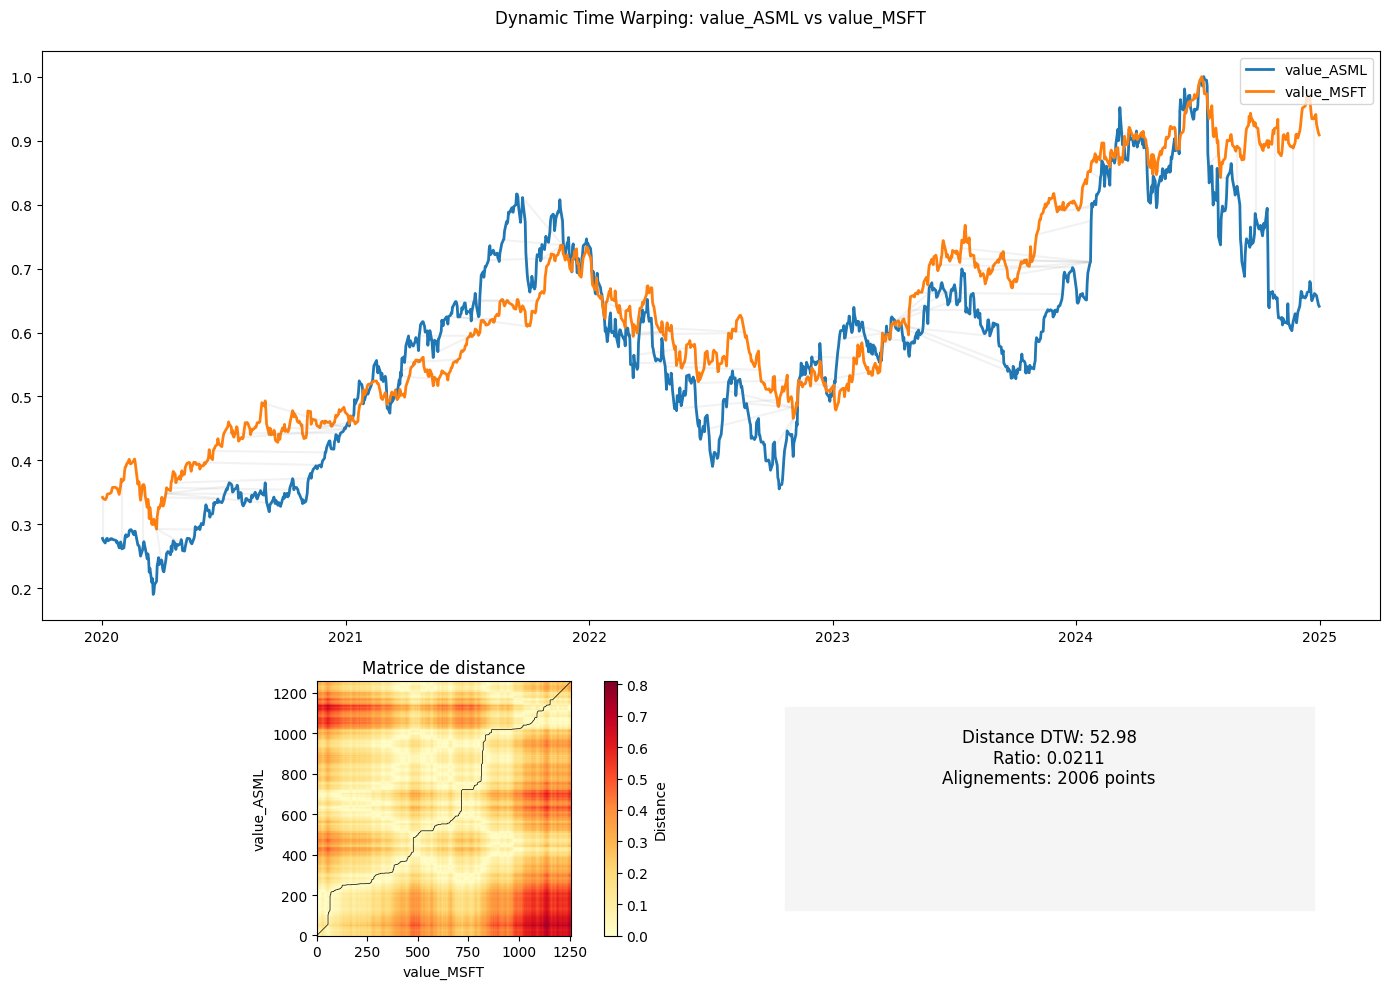 Dynamic Time Warping: value_ASML vs value_MSFT
1.0
0.9
0.8
0.7
0.6
0.5
0.4
0.3
0.2
value_ASML
value_MSFT
2020 2021 2022 2023 2024 2025
Matrice de distance
1200
1000
800
600
400
200
0
value_ASML
0 250 500 750 1000 1250
value_MSFT
0.8
0.7
0.6
0.5
0.4
0.3
0.2
0.1
0.0
Distance
Distance DTW: 52.98
Ratio: 0.0211
Alignements: 2006 points